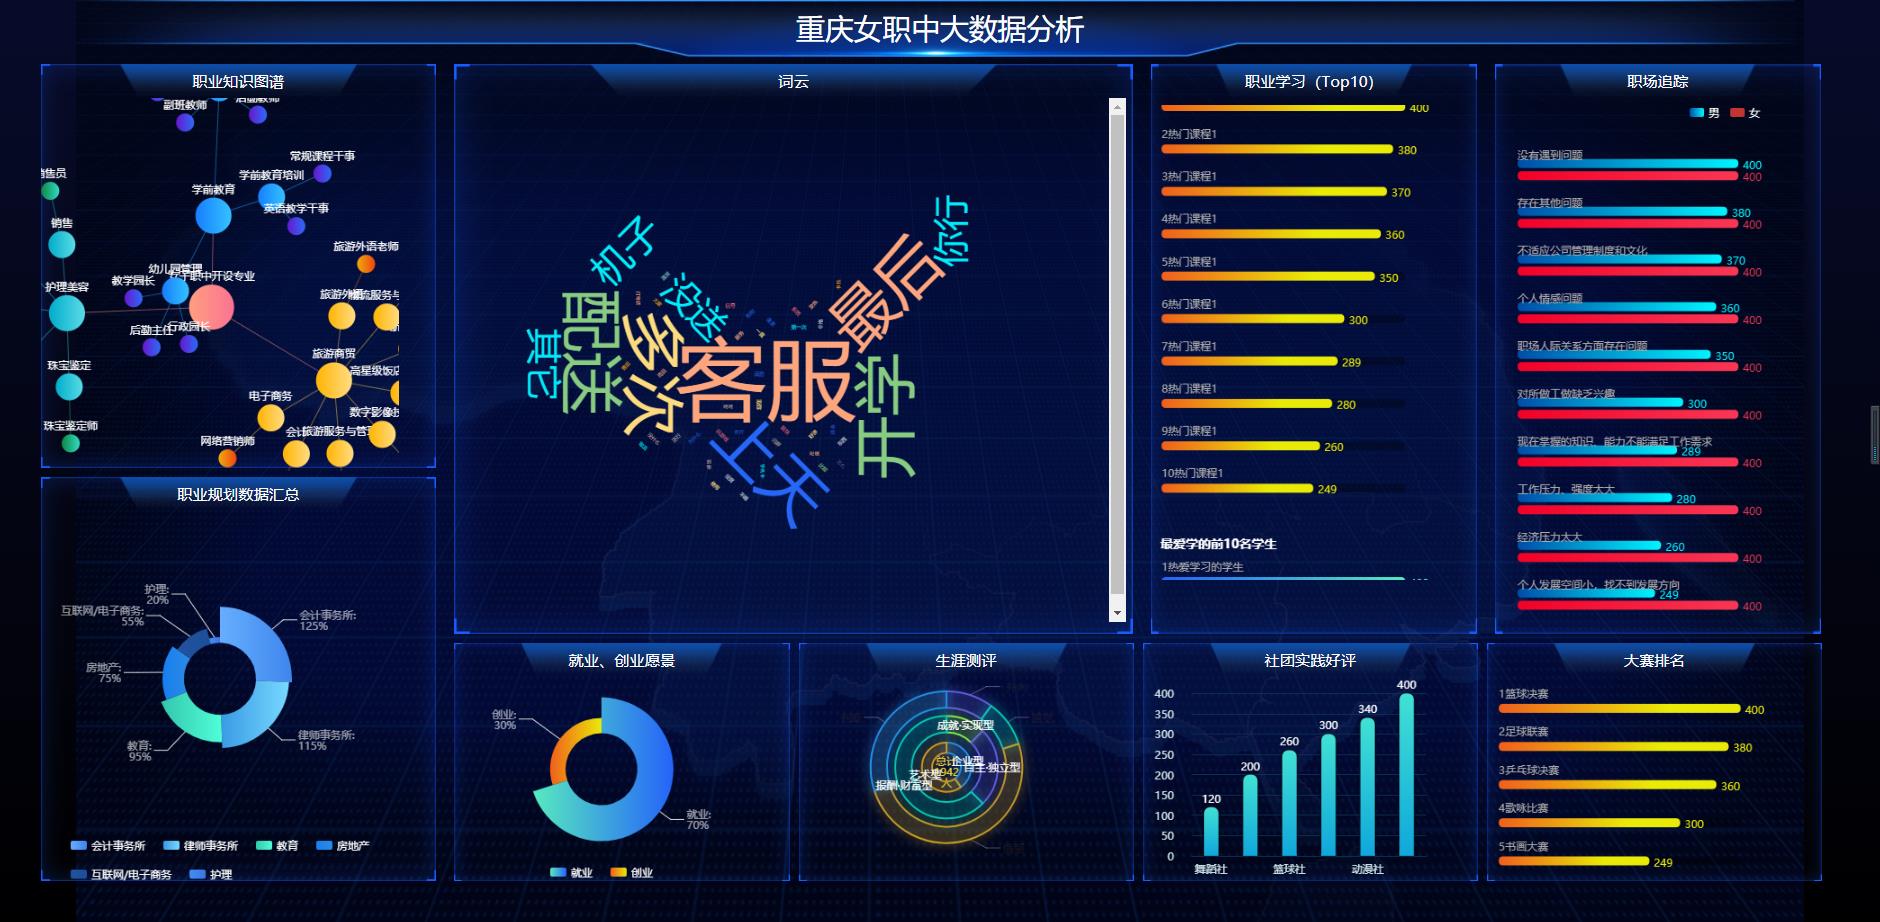 重庆女职中大数据分析
职业知识图谱
副班教师
常规课程干事
学前教育培训
学前教育
英语教学干事
销售
旅游外语老师
幼儿园管理
教学园长
护理美容
后勤主任
行政园长
旅游商贸
珠宝鉴定
电子商务
珠宝鉴定师
网络营销师
会计
旅游服务与管
数字影像技
高星级饭店
词云
客服
最后
配送
多次
开学
上天
没送
机子
你行
其它
职业学习（Top10）
400
2热门课程1
380
3热门课程1
370
4热门课程1
360
5热门课程1
350
6热门课程1
300
7热门课程1
289
8热门课程1
280
9热门课程1
260
10热门课程1
249
最爱学的前10名学生
1热爱学习的学生
职场追踪
男 女
没有遇到问题
400
400
存在其他问题
380
400
不适应公司管理制度和文化
370
400
个人情感问题
360
400
职场人际关系方面存在问题
350
400
对所做工做缺乏兴趣
300
400
现在掌握的知识、能力不能满足工作需求
289
400
工作压力、强度太大
280
400
经济压力太大
260
400
个人发展空间小、找不到发展方向
249
400
职业规划数据汇总
护理:
20%
互联网/电子商务:
55%
会计事务所:
125%
房地产:
75%
教育:
95%
律师事务所:
115%
会计事务所 律师事务所 教育 房地产
互联网/电子商务 护理
就业、创业愿景
创业:
30%
就业:
70%
就业 创业
生涯测评
成就·实现型
企业型
自主·独立型
艺术型
报酬·财富型
社团实践好评
400
350
300
250
200
150
100
50
0
120
200
260
300
340
400
舞蹈社 篮球社 动漫社
大赛排名
1篮球决赛
400
2足球联赛
380
3乒乓球决赛
360
4歌咏比赛
300
5书画大赛
249